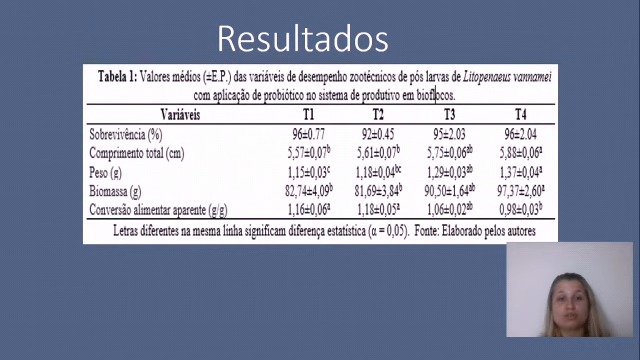 Resultados
Tabela 1: Valores médios (±E.P.) das variáveis de desempenho zootécnicos de pós larvas de Litopenaeus vannamei
com aplicação de probiótico no sistema de produtivo em bioflocos.
Variáveis T1 T2 T3 T4
Sobrevivência (%) 96±0.77 92±0.45 95±2.03 96±2.04
Comprimento total (cm) 5,57±0,07ᵇ 5,61±0,07ᵇ 5,75±0,06ᵃᵇ 5,88±0,06ᵃ
Peso (g) 1,15±0,03ᶜ 1,18±0,04ᵇᶜ 1,29±0,03ᵃᵇ 1,37±0,04ᵃ
Biomassa (g) 82,74±4,09ᵇ 81,69±3,84ᵇ 90,50±1,64ᵃᵇ 97,37±2,60ᵃ
Conversão alimentar aparente (g/g) 1,16±0,06ᵃ 1,18±0,05ᵃ 1,06±0,02ᵃᵇ 0,98±0,03ᵇ
Letras diferentes na mesma linha significam diferença estatística (α = 0,05). Fonte: Elaborado pelos autores